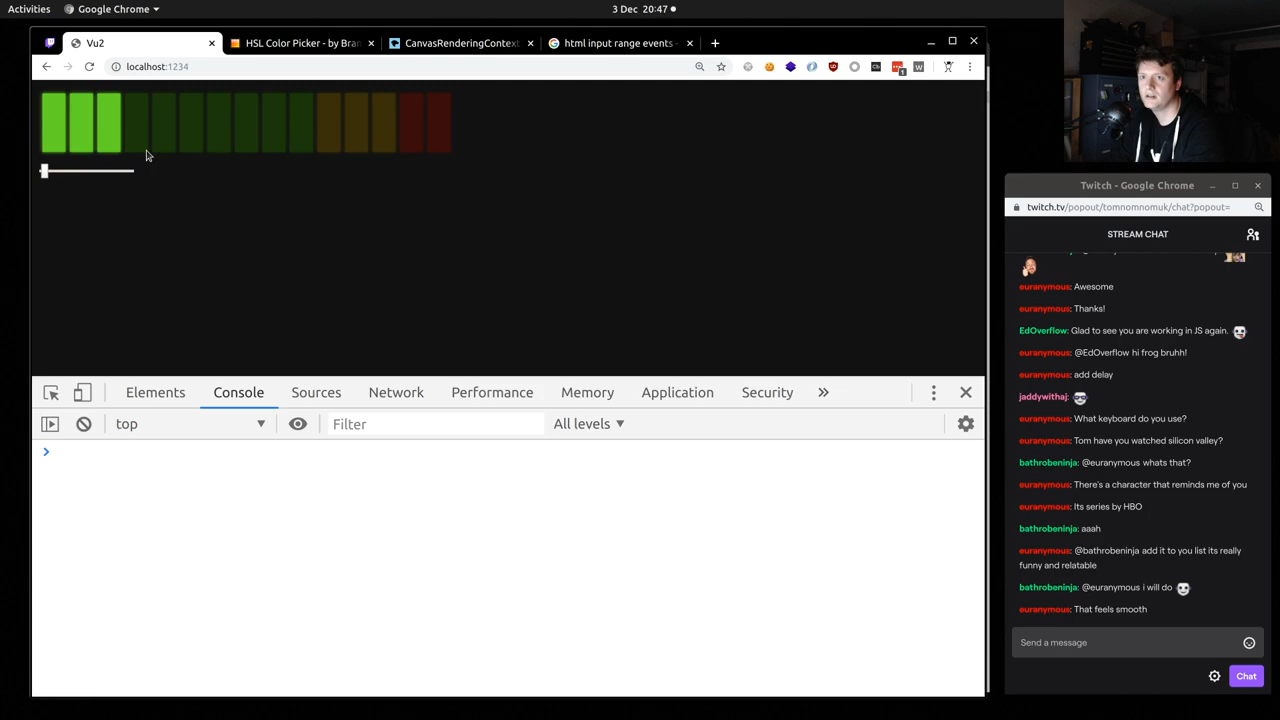 Activities
Google Chrome
3 Dec 20:47
Vu2
HSL Color Picker - by Bran
CanvasRenderingContext
html input range events -
localhost:1234
Elements
Console
Sources
Network
Performance
Memory
Application
Security
top
Filter
All levels
Twitch - Google Chrome
twitch.tv/popout/tomnomnomuk/chat?popout=
STREAM CHAT
euranymous: Awesome
euranymous: Thanks!
EdOverflow: Glad to see you are working in JS again.
euranymous: @EdOverflow hi frog bruhh!
euranymous: add delay
jaddywithaj:
euranymous: What keyboard do you use?
euranymous: Tom have you watched silicon valley?
bathrobeninja: @euranymous whats that?
euranymous: There's a character that reminds me of you
euranymous: Its series by HBO
bathrobeninja: aaah
euranymous: @bathrobeninja add it to you list its really
funny and relatable
bathrobeninja: @euranymous i will do
euranymous: That feels smooth
Send a message
Chat